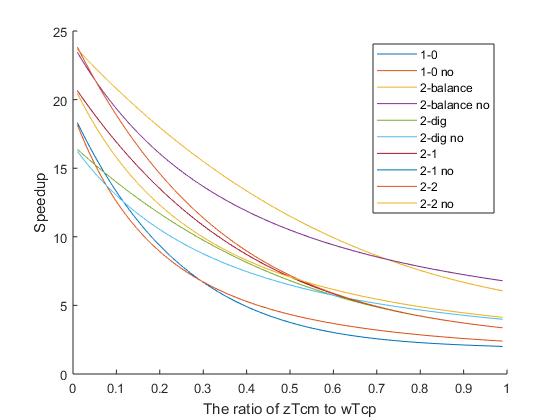 25
20
15
10
5
0
Speedup
1-0
1-0 no
2-balance
2-balance no
2-dig
2-dig no
2-1
2-1 no
2-2
2-2 no
0 0.1 0.2 0.3 0.4 0.5 0.6 0.7 0.8 0.9 1
The ratio of zTcm to wTcp